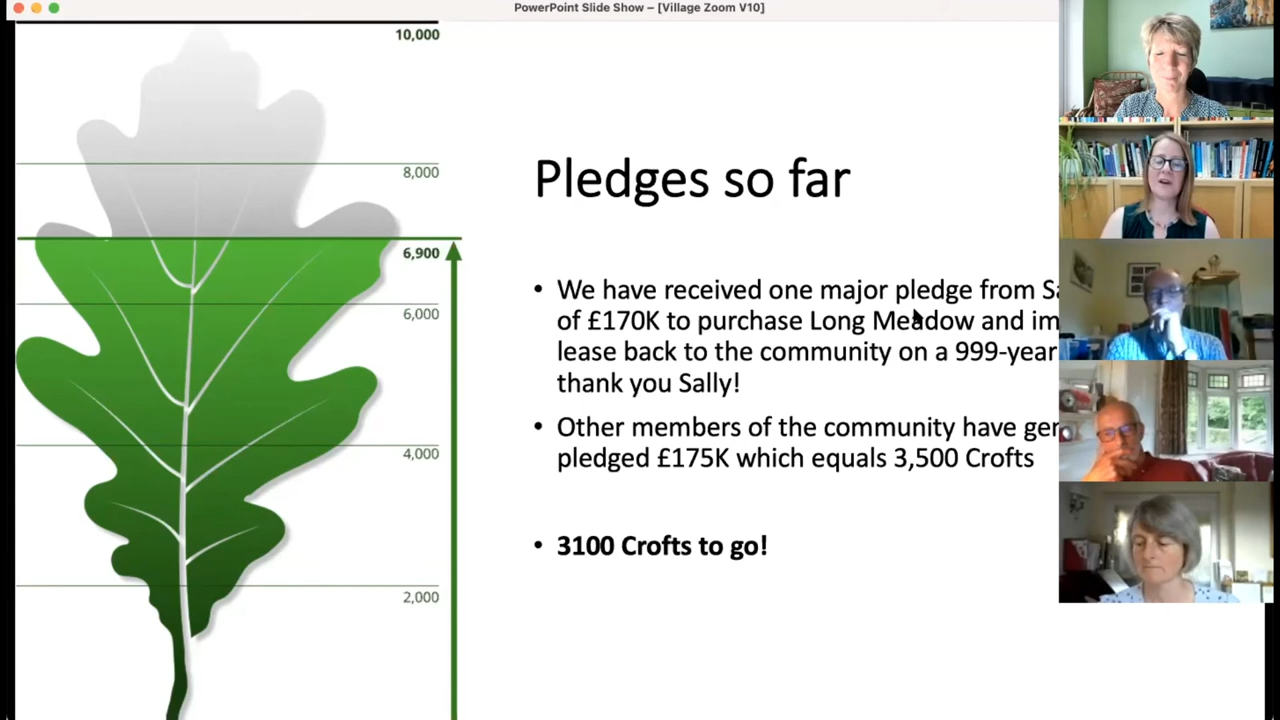 PowerPoint Slide Show – [Village Zoom V10]
10,000
8,000
6,900
6,000
4,000
2,000
Pledges so far
• We have received one major pledge from
of £170K to purchase Long Meadow and
lease back to the community on a 999-year
thank you Sally!
• Other members of the community have
pledged £175K which equals 3,500 Crofts
• 3100 Crofts to go!